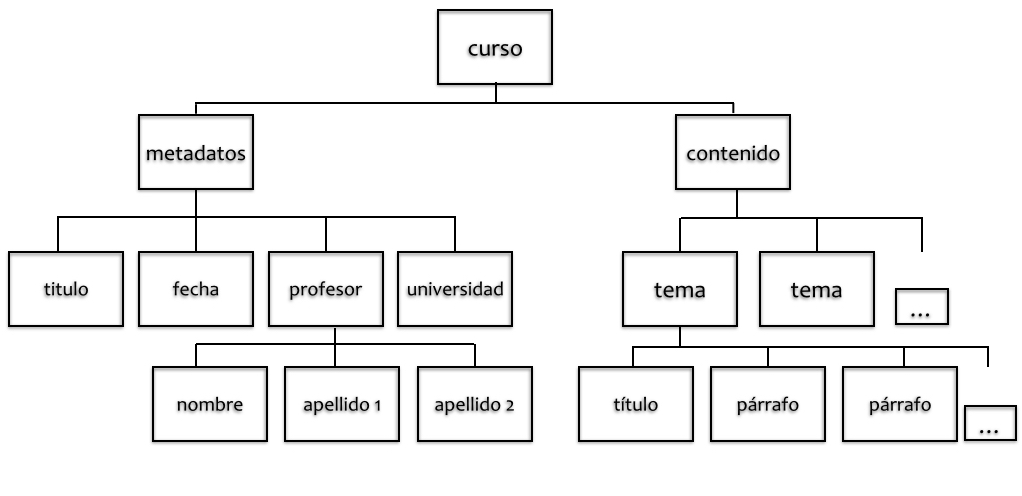 curso
metadatos
contenido
titulo
fecha
profesor
universidad
tema
tema
...
nombre
apellido 1
apellido 2
título
párrafo
párrafo
...